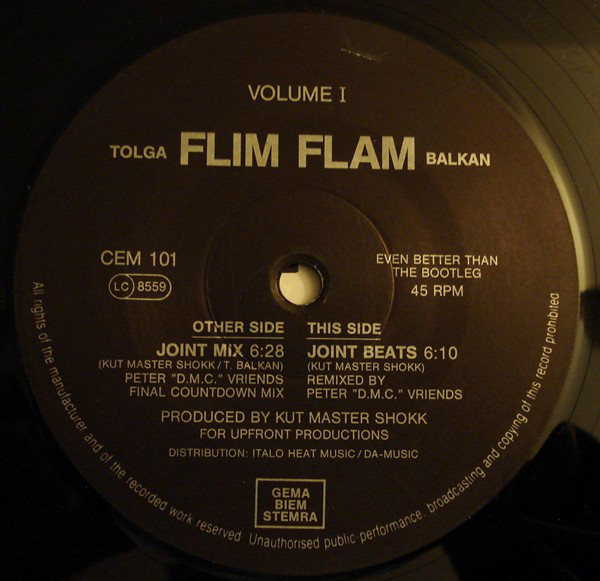 VOLUME I
TOLGA FLIM FLAM BALKAN
CEM 101
LC 8559
EVEN BETTER THAN
THE BOOTLEG
45 RPM
OTHER SIDE
JOINT MIX 6:28
(KUT MASTER SHOKK / T. BALKAN)
PETER "D.M.C." VRIENDS
FINAL COUNTDOWN MIX
THIS SIDE
JOINT BEATS 6:10
(KUT MASTER SHOKK)
REMIXED BY
PETER "D.M.C." VRIENDS
PRODUCED BY KUT MASTER SHOKK
FOR UPFRONT PRODUCTIONS
DISTRIBUTION: ITALO HEAT MUSIC / DA-MUSIC
GEMA
BIEM
STEMRA
All rights of the manufacturer and of the recorded work reserved. Unauthorised public performance, broadcasting and copying of this record prohibited